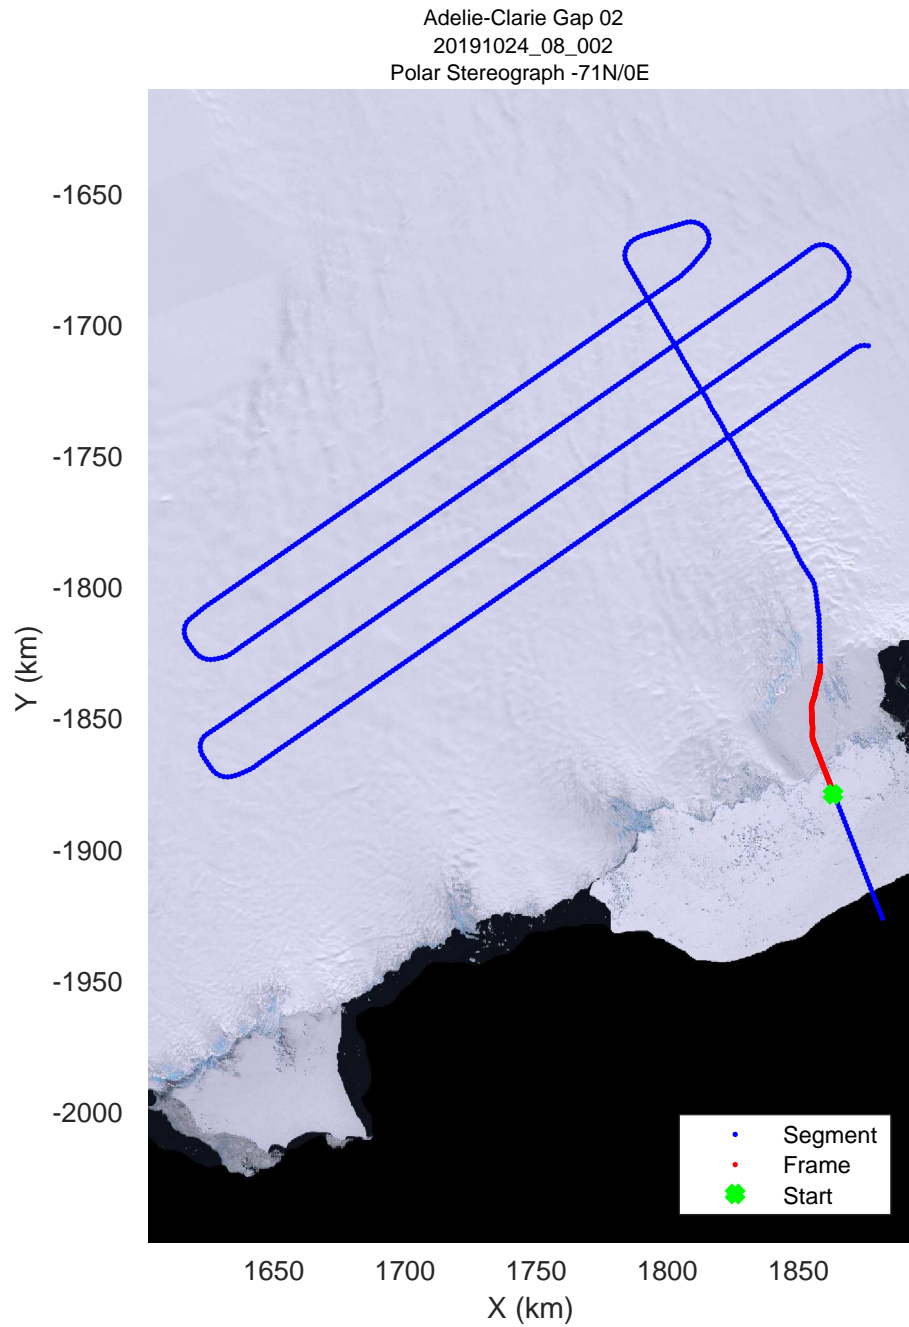 Adelie-Clarie Gap 02
20191024_08_002
Polar Stereograph -71N/0E
-1650
-1700
-1750
-1800
-1850
-1900
-1950
-2000
Y (km)
Segment
Frame
Start
1650
1700
1750
1800
1850
X (km)